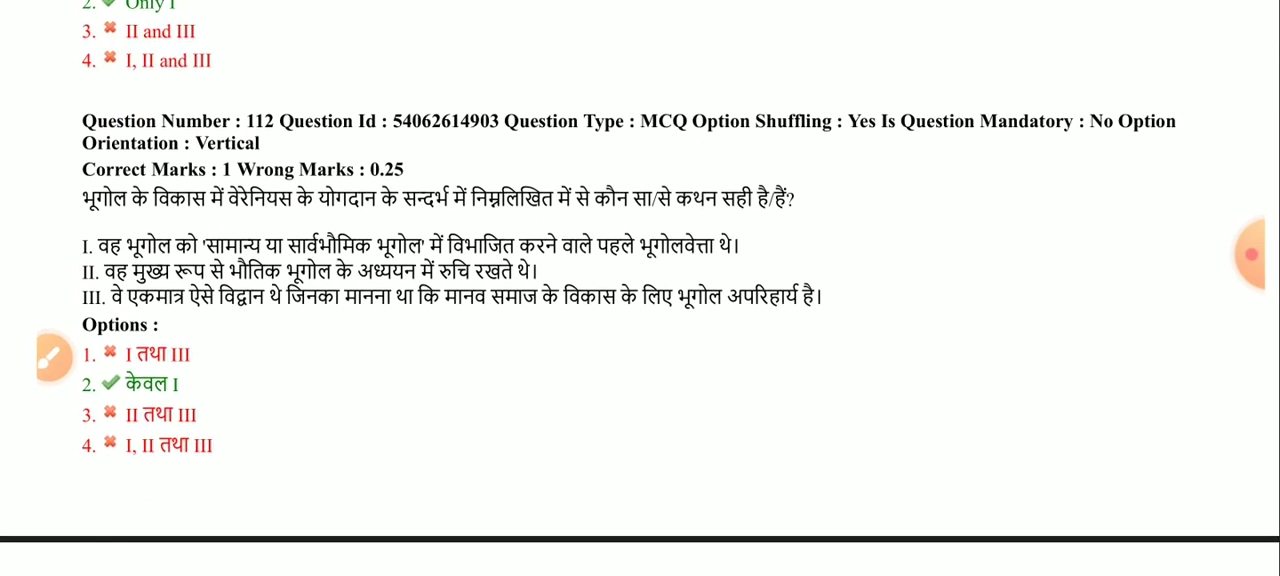 2. Only I
3. II and III
4. I, II and III
Question Number : 112 Question Id : 54062614903 Question Type : MCQ Option Shuffling : Yes Is Question Mandatory : No Option
Orientation : Vertical
Correct Marks : 1 Wrong Marks : 0.25
भूगोल के विकास में वेरेनियस के योगदान के सन्दर्भ में निम्नलिखित में से कौन सा/से कथन सही है/हैं?
I. वह भूगोल को 'सामान्य या सार्वभौमिक भूगोल' में विभाजित करने वाले पहले भूगोलवेत्ता थे।
II. वह मुख्य रूप से भौतिक भूगोल के अध्ययन में रुचि रखते थे।
III. वे एकमात्र ऐसे विद्वान थे जिनका मानना था कि मानव समाज के विकास के लिए भूगोल अपरिहार्य है।
Options :
1. I तथा III
2. केवल I
3. II तथा III
4. I, II तथा III